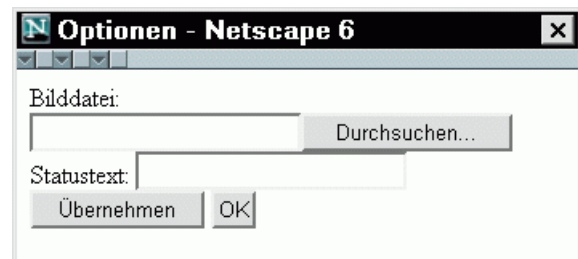 N Optionen - Netscape 6
Bilddatei:
Durchsuchen...
Statustext:
Übernehmen OK